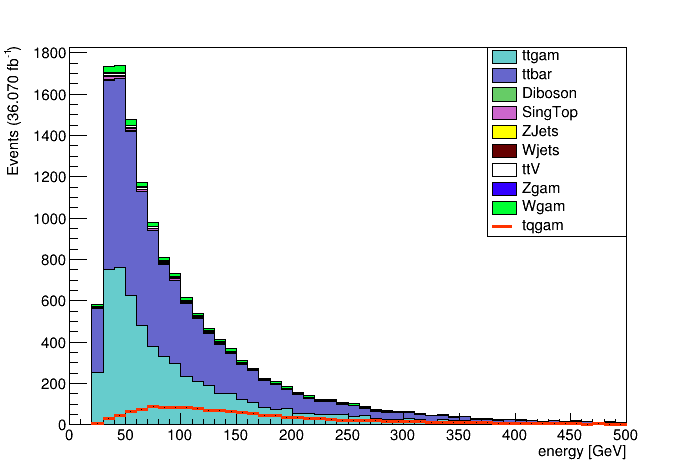 Events (36.070 fb⁻¹)
1800
1600
1400
1200
1000
800
600
400
200
0
0 50 100 150 200 250 300 350 400 450 500
energy [GeV]
ttgam
ttbar
Diboson
SingTop
ZJets
Wjets
ttV
Zgam
Wgam
tqgam